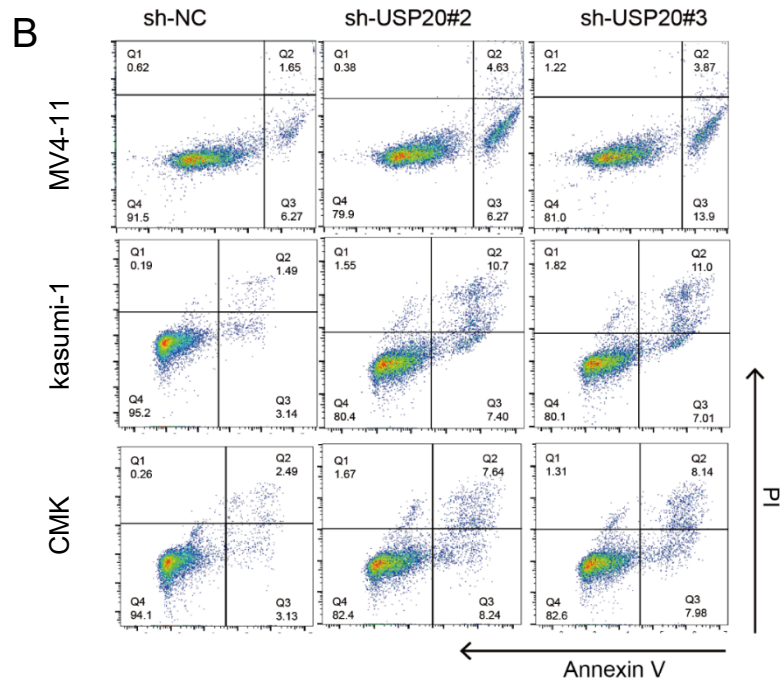 B
sh-NC
sh-USP20#2
sh-USP20#3
MV4-11
Q1
0.62
Q2
1.65
Q4
91.5
Q3
6.27
Q1
0.38
Q2
4.63
Q4
79.9
Q3
6.27
Q1
1.22
Q2
3.87
Q4
81.0
Q3
13.9
kasumi-1
Q1
0.19
Q2
1.49
Q4
95.2
Q3
3.14
Q1
1.55
Q2
10.7
Q4
80.4
Q3
7.40
Q1
1.82
Q2
11.0
Q4
80.1
Q3
7.01
CMK
Q1
0.26
Q2
2.49
Q4
94.1
Q3
3.13
Q1
1.67
Q2
7.64
Q4
82.4
Q3
8.24
Q1
1.31
Q2
8.14
Q4
82.6
Q3
7.98
PI
Annexin V